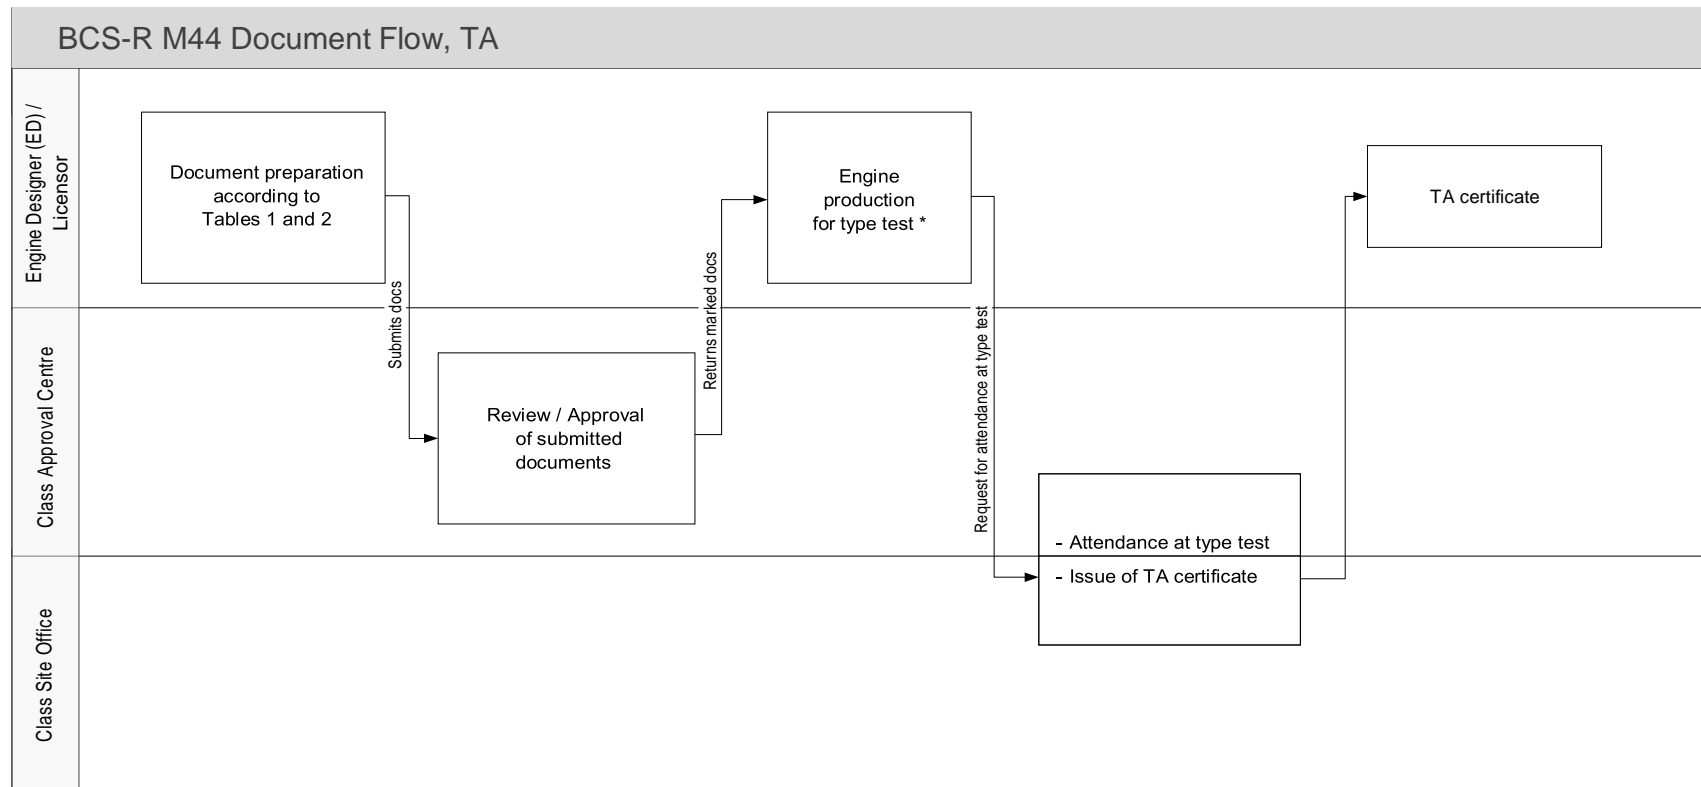 BCS-R M44 Document Flow, TA
Engine Designer (ED) /
Licensor
Document preparation
according to
Tables 1 and 2
Submits docs
Returns marked docs
Engine
production
for type test *
Request for attendance at type test
TA certificate
Class Approval Centre
Review / Approval
of submitted
documents
- Attendance at type test
- Issue of TA certificate
Class Site Office